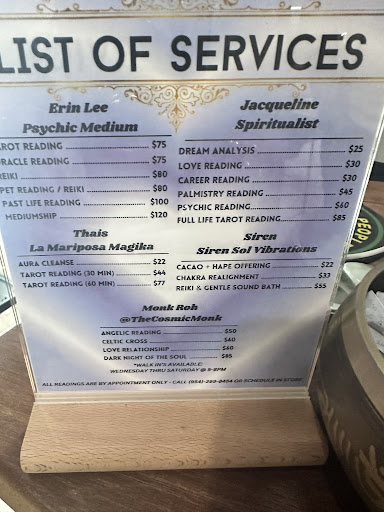 LIST OF SERVICES
Erin Lee
Psychic Medium
TAROT READING $75
ORACLE READING $75
REIKI $80
PET READING / REIKI $80
PAST LIFE READING $100
MEDIUMSHIP $120
Jacqueline
Spiritualist
DREAM ANALYSIS $25
LOVE READING $30
CAREER READING $30
PALMISTRY READING $45
PSYCHIC READING $60
FULL LIFE TAROT READING $85
Thais
La Mariposa Magika
AURA CLEANSE $22
TAROT READING (30 MIN) $44
TAROT READING (60 MIN) $77
Siren
Siren Sol Vibrations
CACAO + HAPE OFFERING $22
CHAKRA REALIGNMENT $33
REIKI & GENTLE SOUND BATH $55
Monk Roh
@TheCosmicMonk
ANGELIC READING $50
CELTIC CROSS $40
LOVE RELATIONSHIP $60
DARK NIGHT OF THE SOUL $85
*WALK IN'S AVAILABLE:
WEDNESDAY THRU SATURDAY @ 5-8PM
ALL READINGS ARE BY APPOINTMENT ONLY - CALL OR SCHEDULE IN STORE
PEOPL